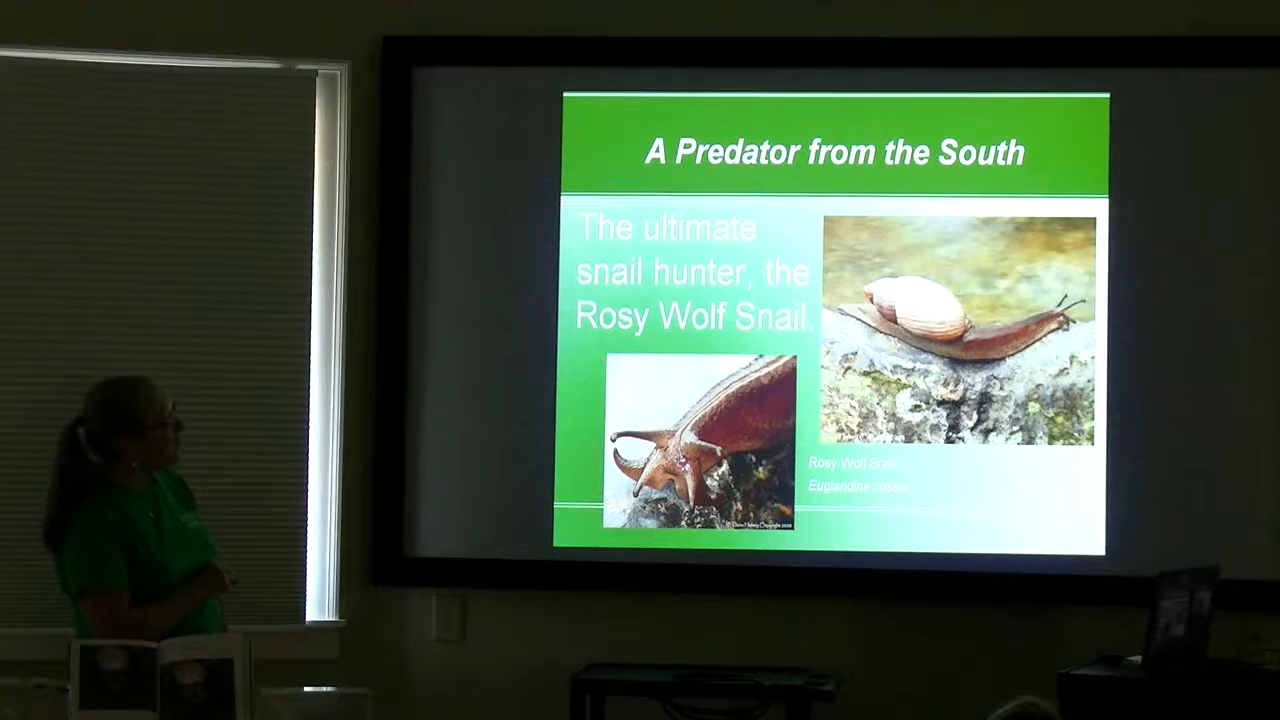 A Predator from the South
The ultimate
snail hunter, the
Rosy Wolf Snail.
Rosy Wolf Snail
Euglandina rosea